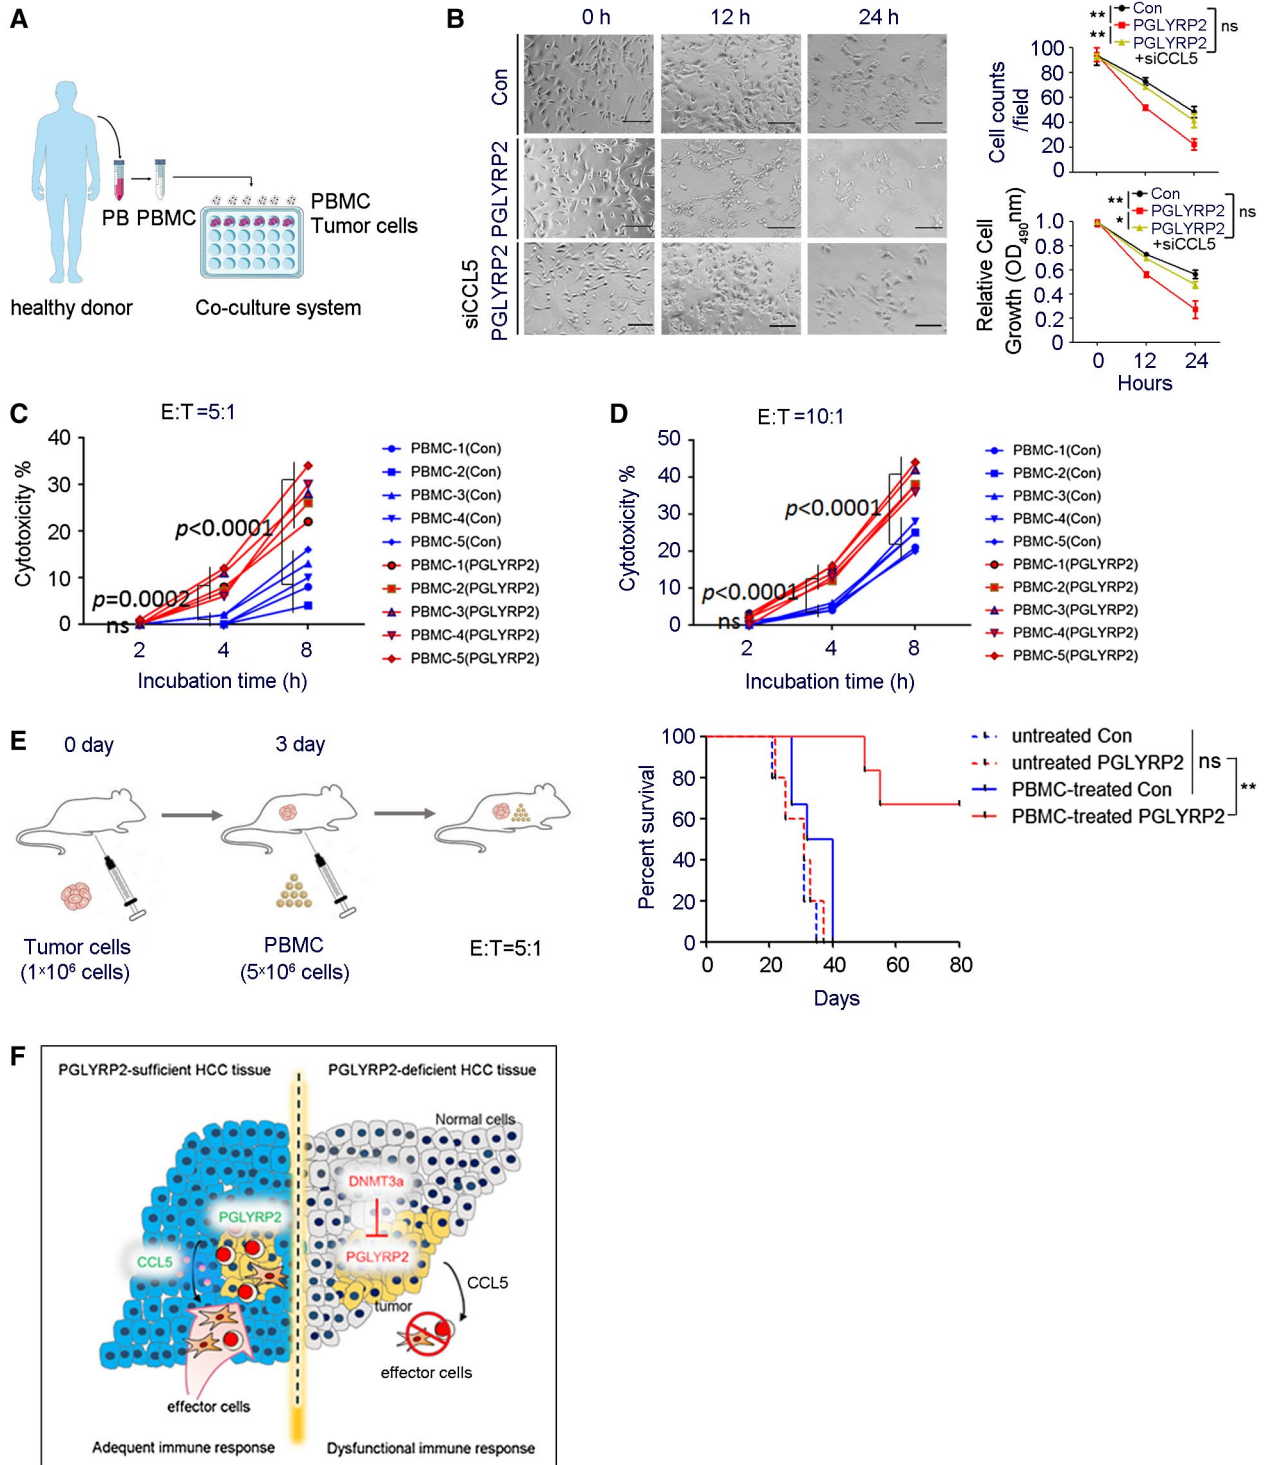 A
healthy donor
PB PBMC
PBMC
Tumor cells
Co-culture system
B
0 h 12 h 24 h
Con
PGLYRP2
siCCL5
PGLYRP2
** Con
** PGLYRP2 ns
PGLYRP2
+siCCL5
Cell counts
/field
100
80
60
40
20
0
** Con
* PGLYRP2 ns
PGLYRP2
+siCCL5
Relative Cell
Growth (OD490nm)
1.0
0.8
0.6
0.4
0.2
0
0 12 24
Hours
C
E:T=5:1
Cytotoxicity %
40
30
20
10
0
p<0.0001
p=0.0002
ns
2 4 8
Incubation time (h)
PBMC-1(Con)
PBMC-2(Con)
PBMC-3(Con)
PBMC-4(Con)
PBMC-5(Con)
PBMC-1(PGLYRP2)
PBMC-2(PGLYRP2)
PBMC-3(PGLYRP2)
PBMC-4(PGLYRP2)
PBMC-5(PGLYRP2)
D
E:T=10:1
Cytotoxicity %
50
40
30
20
10
0
p<0.0001
p<0.0001
ns
2 4 8
Incubation time (h)
PBMC-1(Con)
PBMC-2(Con)
PBMC-3(Con)
PBMC-4(Con)
PBMC-5(Con)
PBMC-1(PGLYRP2)
PBMC-2(PGLYRP2)
PBMC-3(PGLYRP2)
PBMC-4(PGLYRP2)
PBMC-5(PGLYRP2)
E
0 day 3 day
Tumor cells
(1×10⁶ cells)
PBMC
(5×10⁶ cells)
E:T=5:1
Percent survival
100
80
60
40
20
0
0 20 40 60 80
Days
untreated Con
untreated PGLYRP2
PBMC-treated Con
PBMC-treated PGLYRP2
ns
**
F
PGLYRP2-sufficient HCC tissue PGLYRP2-deficient HCC tissue
Normal cells
DNMT3a
PGLYRP2
PGLYRP2
CCL5
CCL5
tumor
effector cells
effector cells
Adequent immune response Dysfunctional immune response